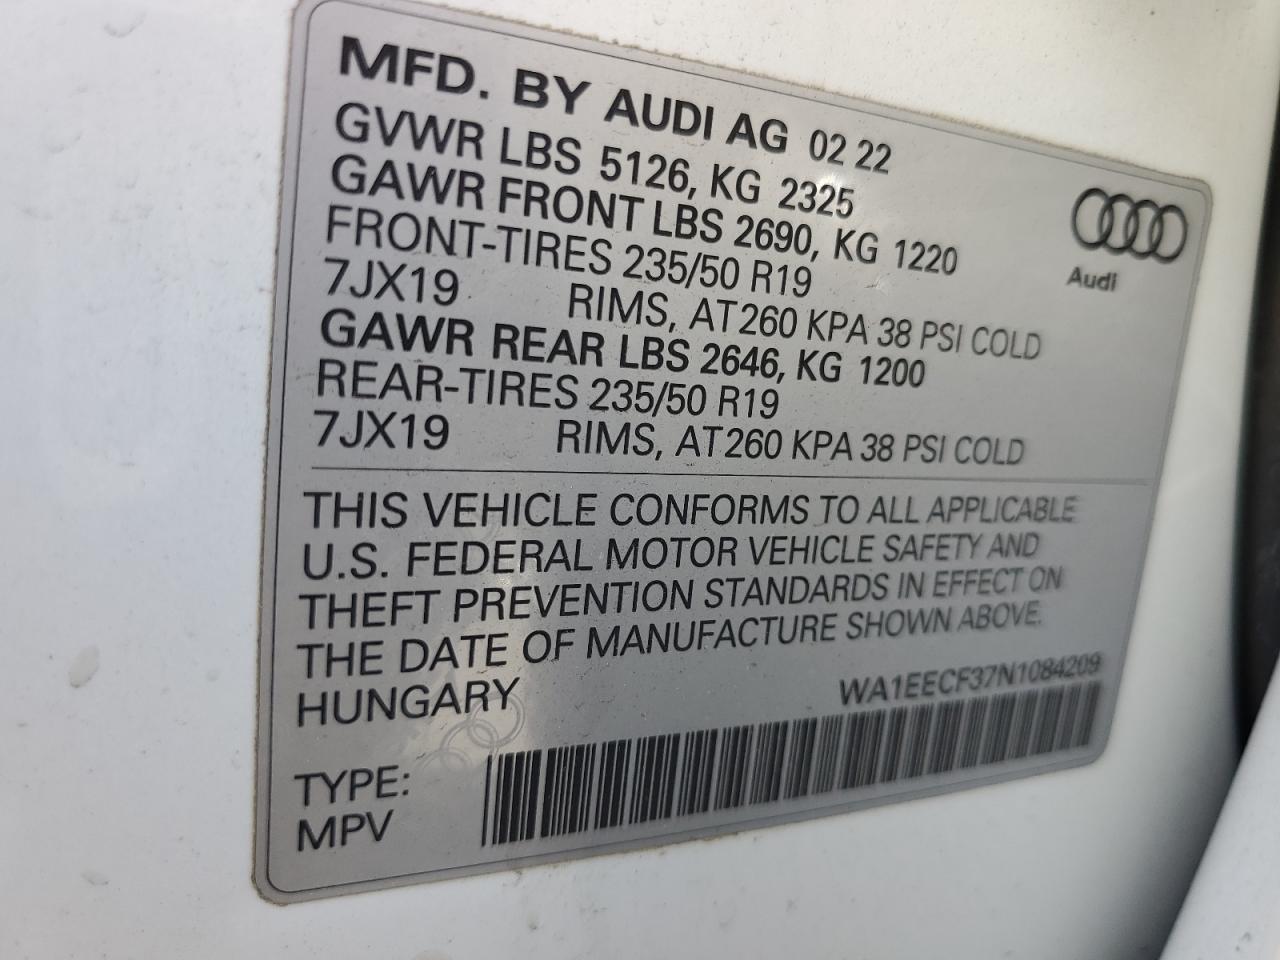 MFD. BY AUDI AG 02 22
GVWR LBS 5126, KG 2325
GAWR FRONT LBS 2690, KG 1220
FRONT-TIRES 235/50 R19
7JX19 RIMS, AT260 KPA 38 PSI COLD
GAWR REAR LBS 2646, KG 1200
REAR-TIRES 235/50 R19
7JX19 RIMS, AT260 KPA 38 PSI COLD
Audi
THIS VEHICLE CONFORMS TO ALL APPLICABLE
U.S. FEDERAL MOTOR VEHICLE SAFETY AND
THEFT PREVENTION STANDARDS IN EFFECT ON
THE DATE OF MANUFACTURE SHOWN ABOVE.
HUNGARY
WA1EECF37N1084209
TYPE:
MPV